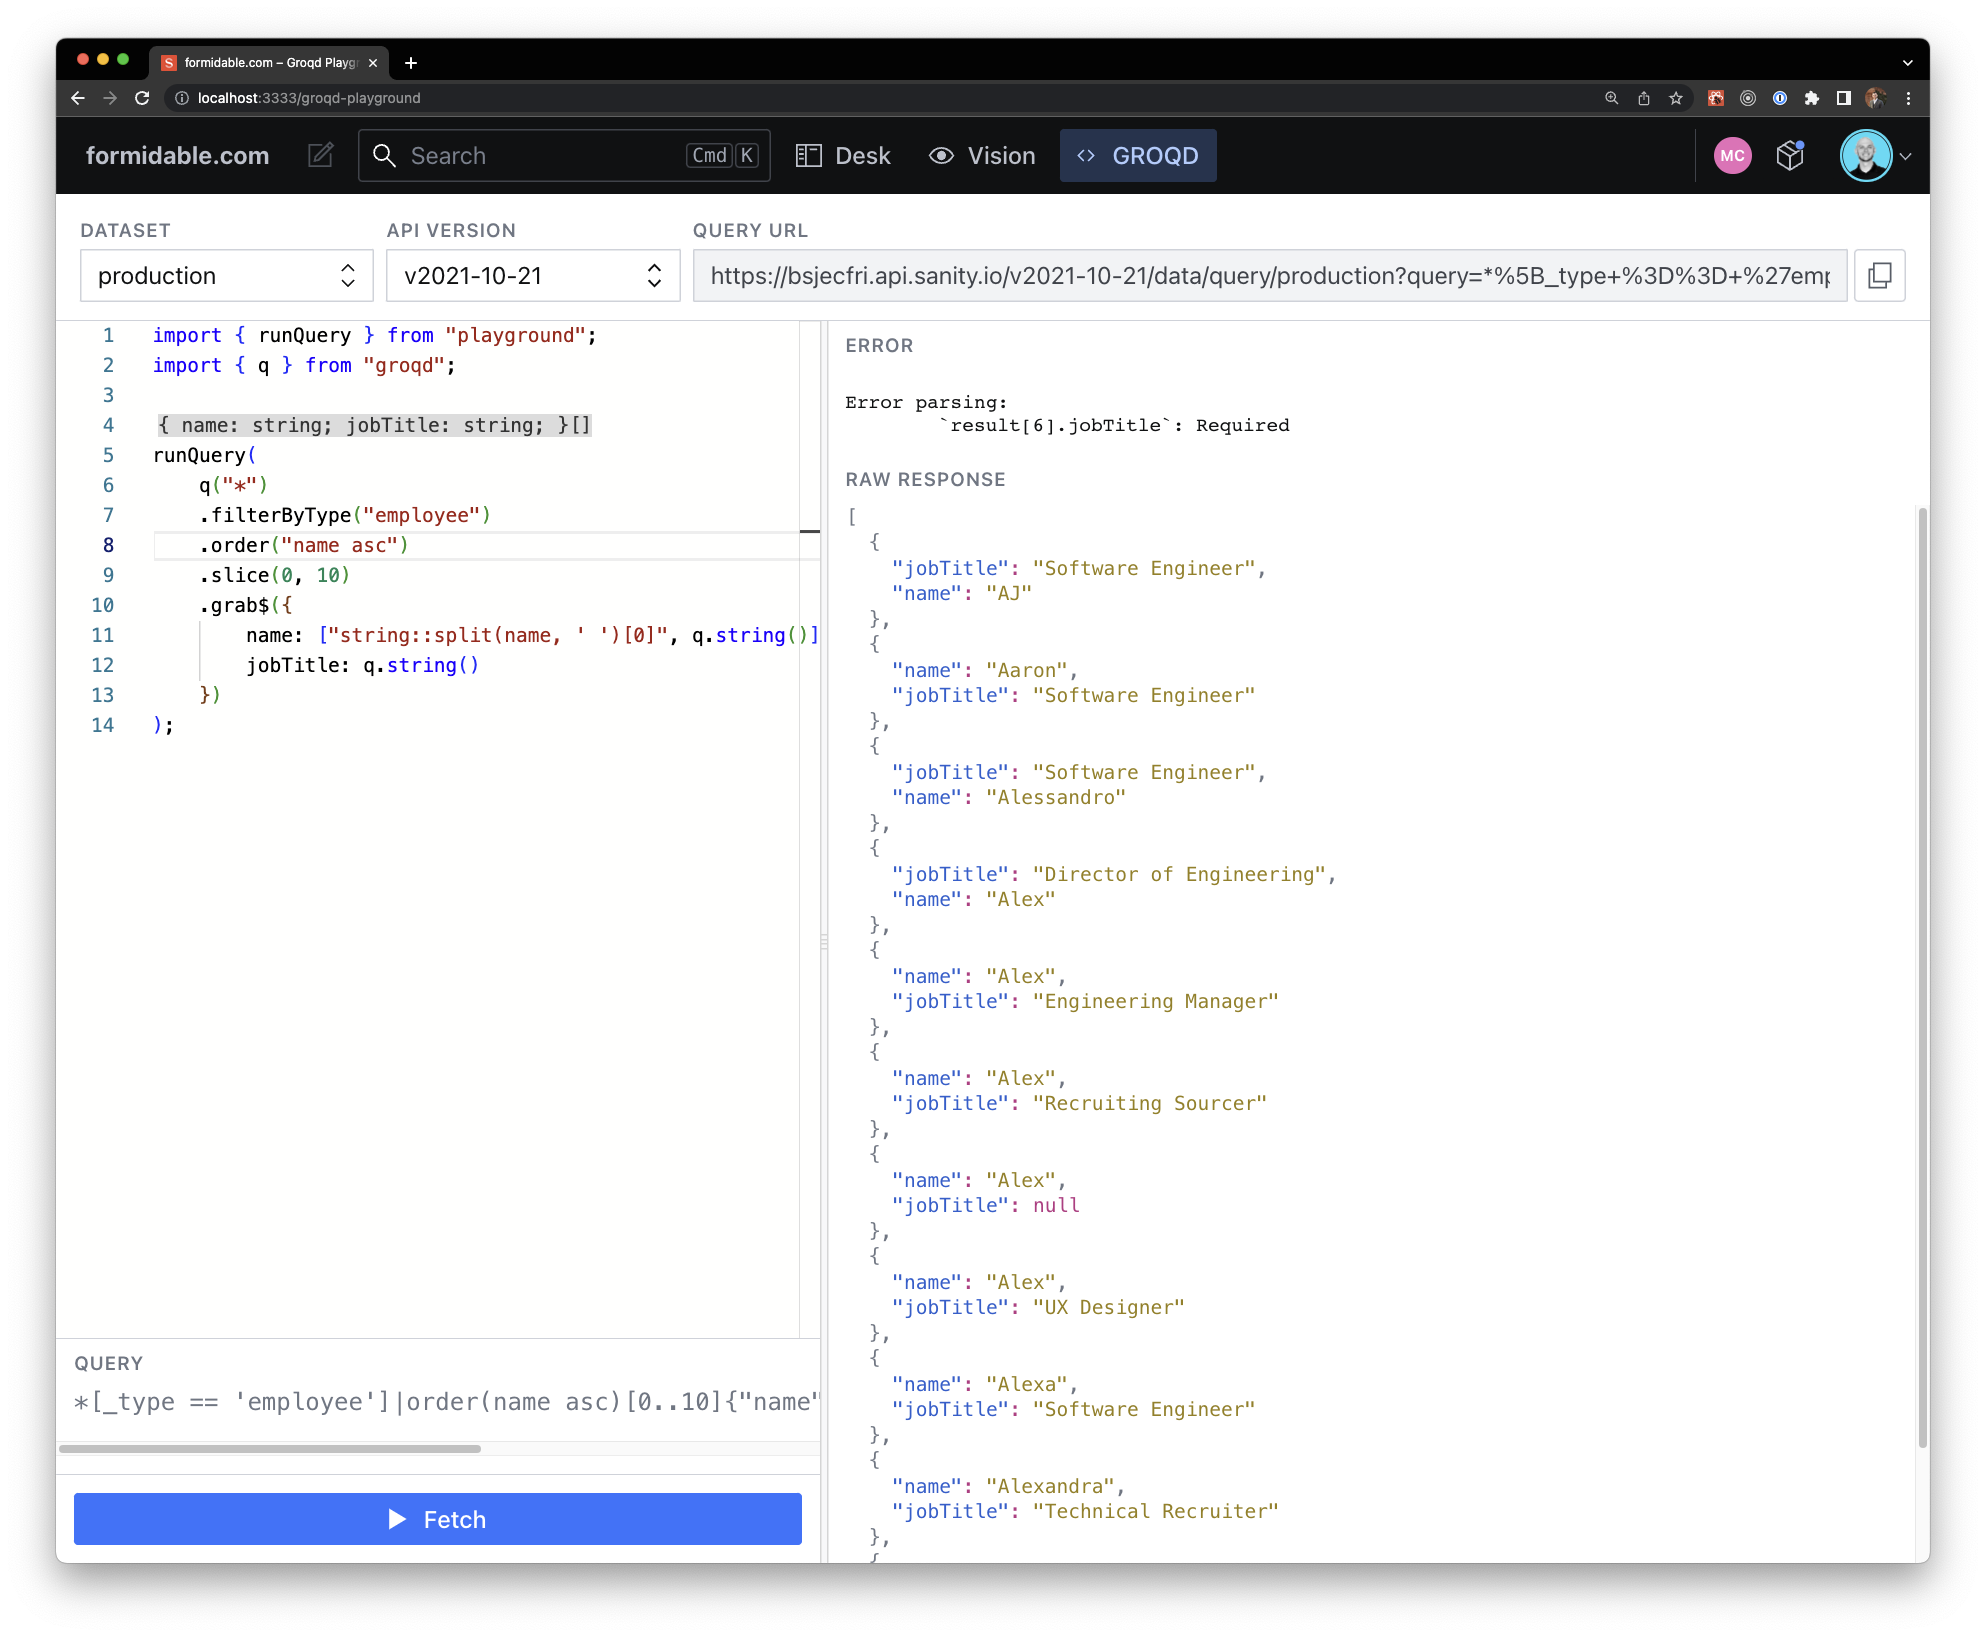 formidable.com – Groqd Playgr
localhost:3333/groqd-playground
formidable.com
Search
Cmd K
Desk
Vision
<> GROQD
MC
DATASET
API VERSION
QUERY URL
production
v2021-10-21
https://bsjecfri.api.sanity.io/v2021-10-21/data/query/production?query=*%5B_type+%3D%3D+%27emp
1 import { runQuery } from "playground";
2 import { q } from "groqd";
3
4 { name: string; jobTitle: string; }[]
5 runQuery(
6 q("*")
7 .filterByType("employee")
8 .order("name asc")
9 .slice(0, 10)
10 .grab$({
11 name: ["string::split(name, ' ')[0]", q.string()]
12 jobTitle: q.string()
13 })
14 );
QUERY
*[_type == 'employee']|order(name asc)[0..10]{"name"
Fetch
ERROR
Error parsing:
`result[6].jobTitle`: Required
RAW RESPONSE
[
{
"jobTitle": "Software Engineer",
"name": "AJ"
},
{
"name": "Aaron",
"jobTitle": "Software Engineer"
},
{
"jobTitle": "Software Engineer",
"name": "Alessandro"
},
{
"jobTitle": "Director of Engineering",
"name": "Alex"
},
{
"name": "Alex",
"jobTitle": "Engineering Manager"
},
{
"name": "Alex",
"jobTitle": "Recruiting Sourcer"
},
{
"name": "Alex",
"jobTitle": null
},
{
"name": "Alex",
"jobTitle": "UX Designer"
},
{
"name": "Alexa",
"jobTitle": "Software Engineer"
},
{
"name": "Alexandra",
"jobTitle": "Technical Recruiter"
},
{